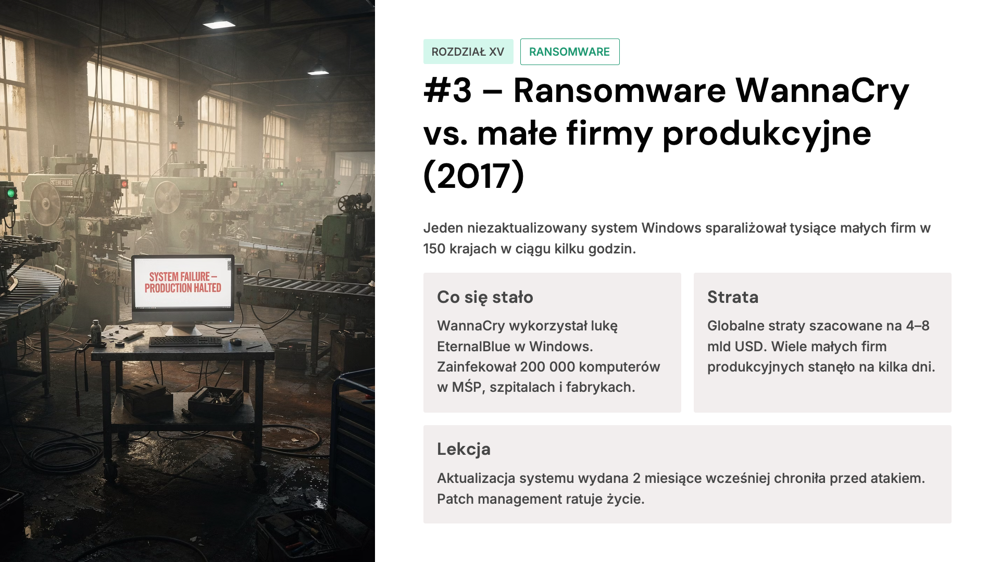 ROZDZIAŁ XV
RANSOMWARE
#3 – Ransomware WannaCry
vs. małe firmy produkcyjne
(2017)
Jeden niezaktualizowany system Windows sparaliżował tysiące małych firm w
150 krajach w ciągu kilku godzin.
Co się stało
WannaCry wykorzystał lukę
EternalBlue w Windows.
Zainfekował 200 000 komputerów
w MŚP, szpitalach i fabrykach.
Strata
Globalne straty szacowane na 4–8
mld USD. Wiele małych firm
produkcyjnych stanęło na kilka dni.
Lekcja
Aktualizacja systemu wydana 2 miesiące wcześniej chroniła przed atakiem.
Patch management ratuje życie.
SYSTEM FAILURE –
PRODUCTION HALTED